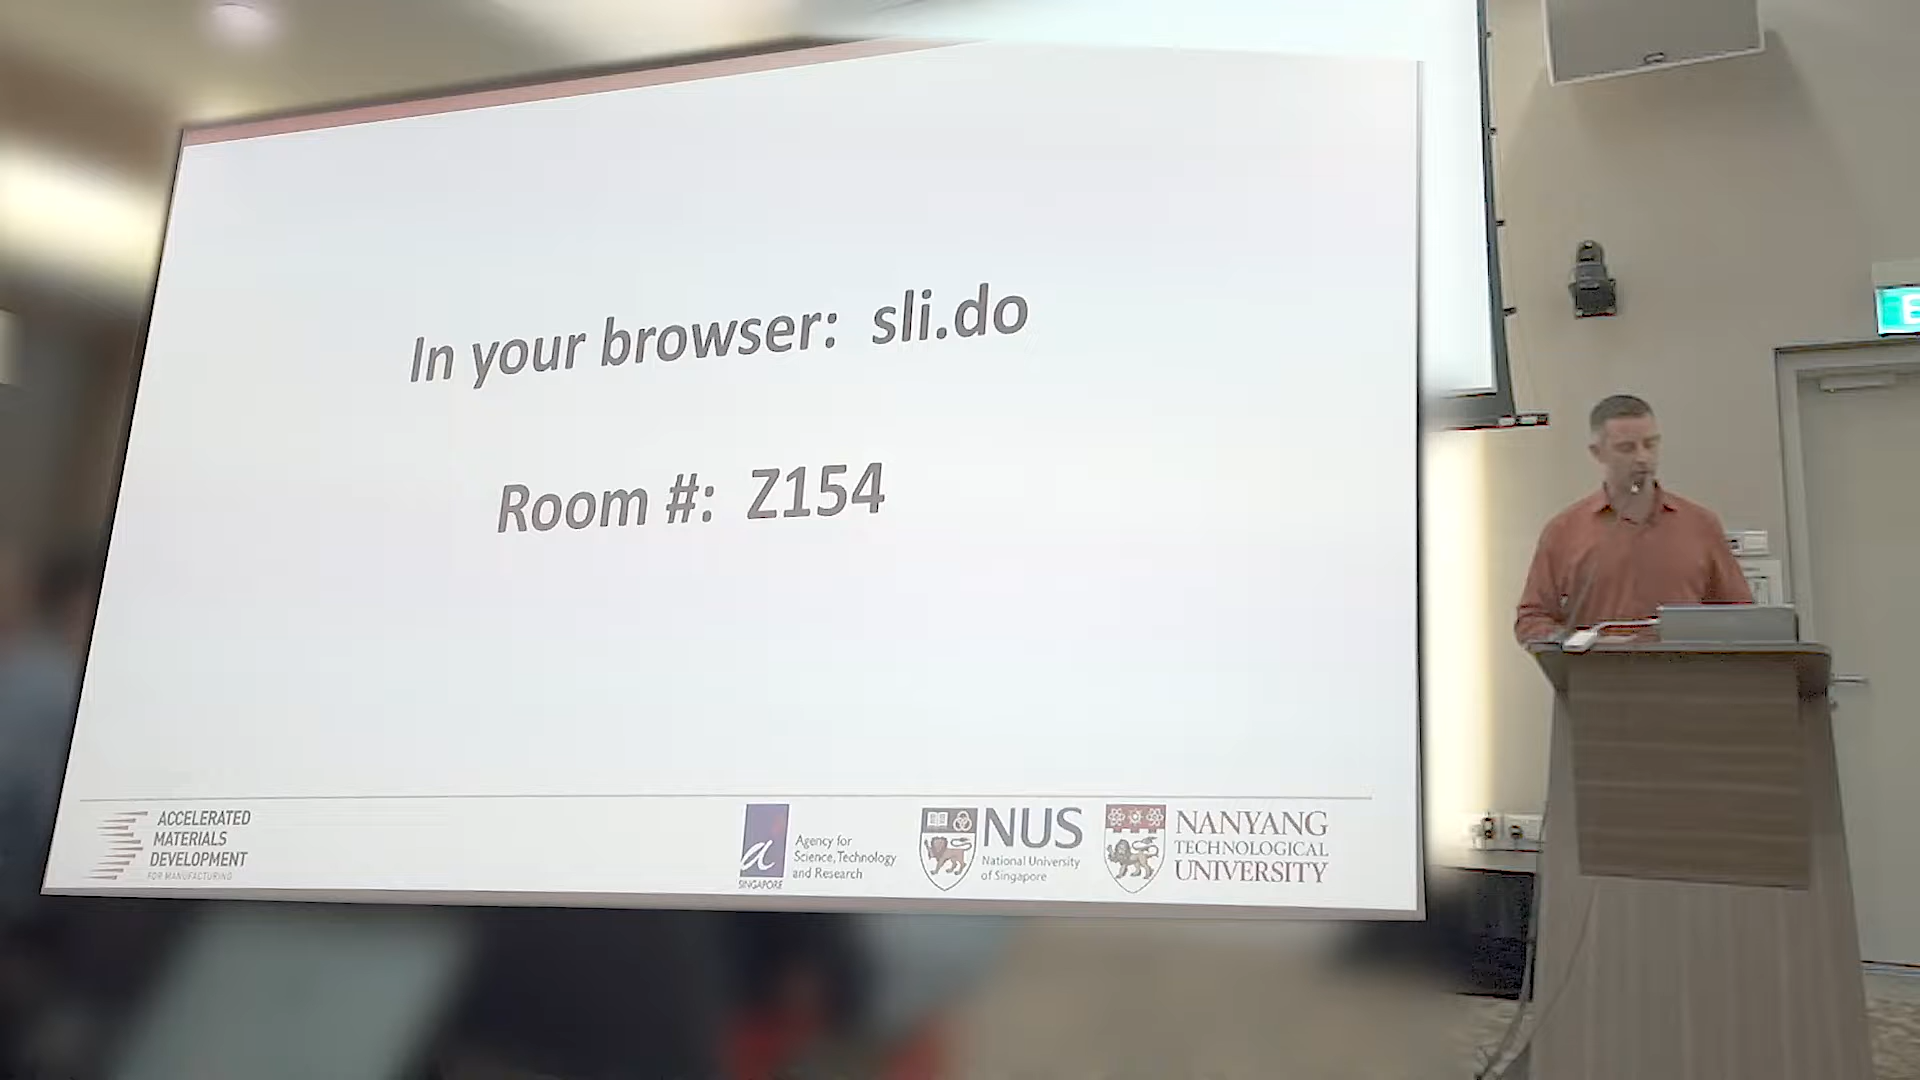 In your browser: sli.do
Room #: Z154
ACCELERATED
MATERIALS
DEVELOPMENT
FOR MANUFACTURING
a
SINGAPORE
Agency for
Science, Technology
and Research
NUS
National University
of Singapore
NANYANG
TECHNOLOGICAL
UNIVERSITY